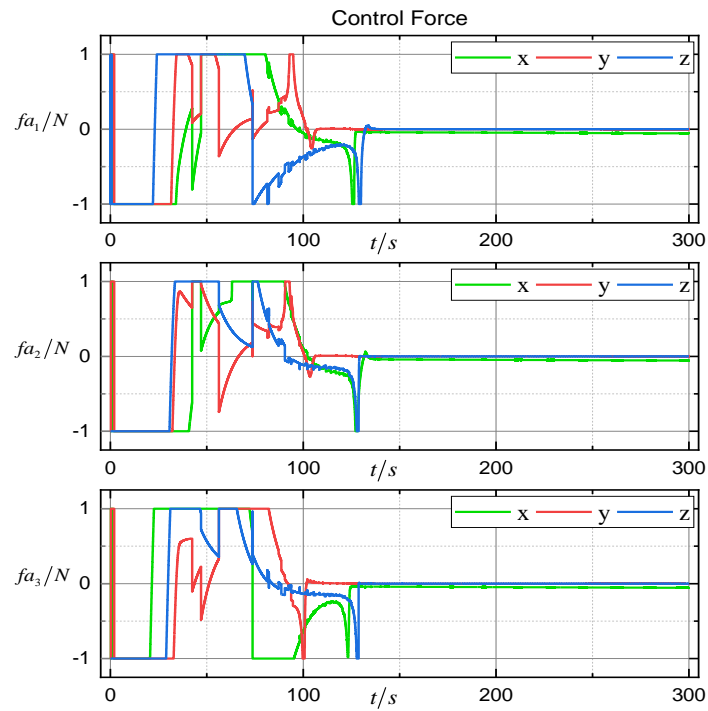 Control Force
x y z
1
fa₁/N 0
-1
0 100 200 300
t/s
x y z
1
fa₂/N 0
-1
0 100 200 300
t/s
x y z
1
fa₃/N 0
-1
0 100 200 300
t/s